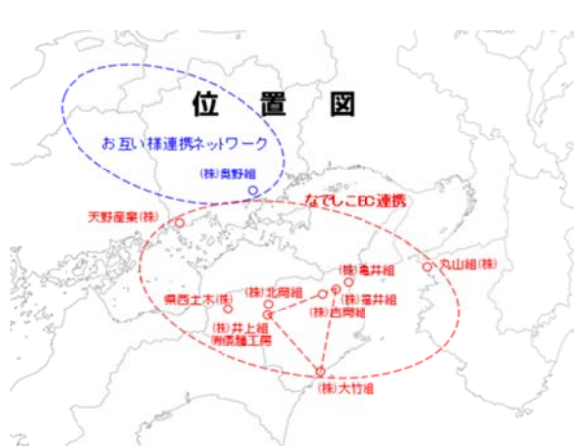 位 置 図
お互い様連携ネットワーク
(株)奥野組
なでしこBC連携
天野産業(株)
丸山組(株)
(株)亀井組
県西土木(株)
(株)北岡組
(株)福井組
(株)吉岡組
(株)井上組
(株)大竹組